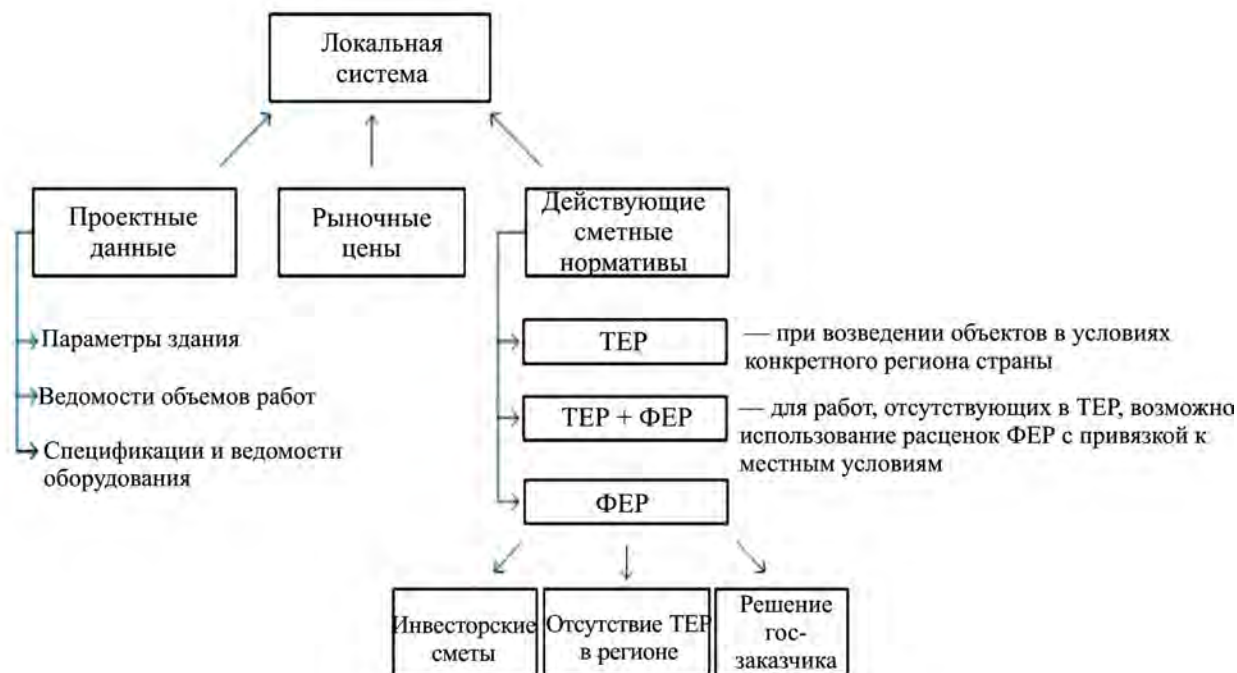 Локальная
система
Проектные
данные
Рыночные
цены
Действующие
сметные
нормативы
Параметры здания
Ведомости объемов работ
Спецификации и ведомости
оборудования
ТЕР
— при возведении объектов в условиях
конкретного региона страны
ТЕР + ФЕР
— для работ, отсутствующих в ТЕР, возможно
использование расценок ФЕР с привязкой к
местным условиям
ФЕР
Инвесторские
сметы
Отсутствие ТЕР
в регионе
Решение
гос-
заказчика